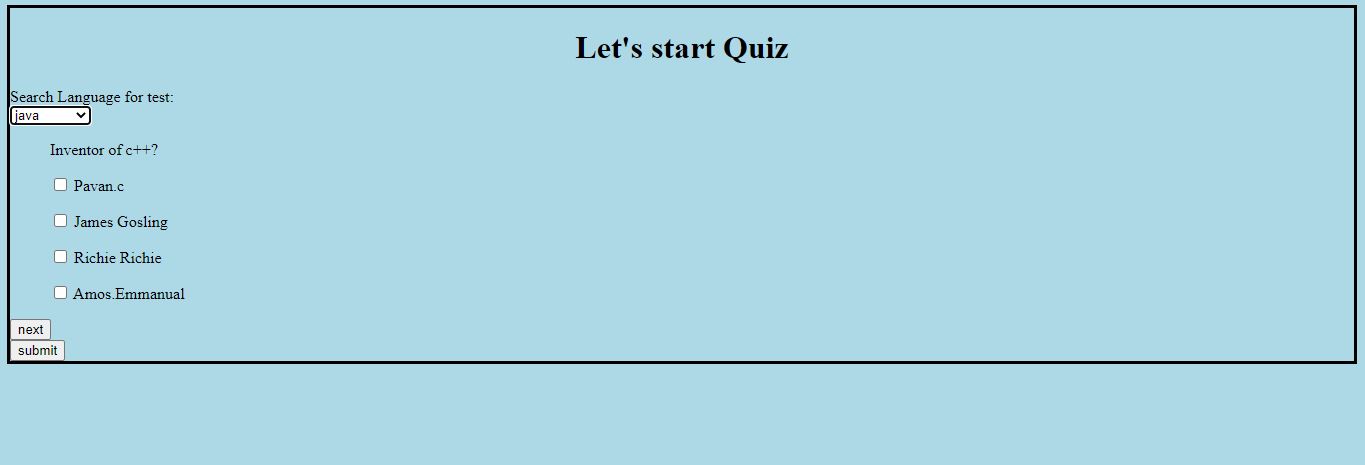 Let's start Quiz
Search Language for test:
java
Inventor of c++?
Pavan.c
James Gosling
Richie Richie
Amos.Emmanual
next
submit